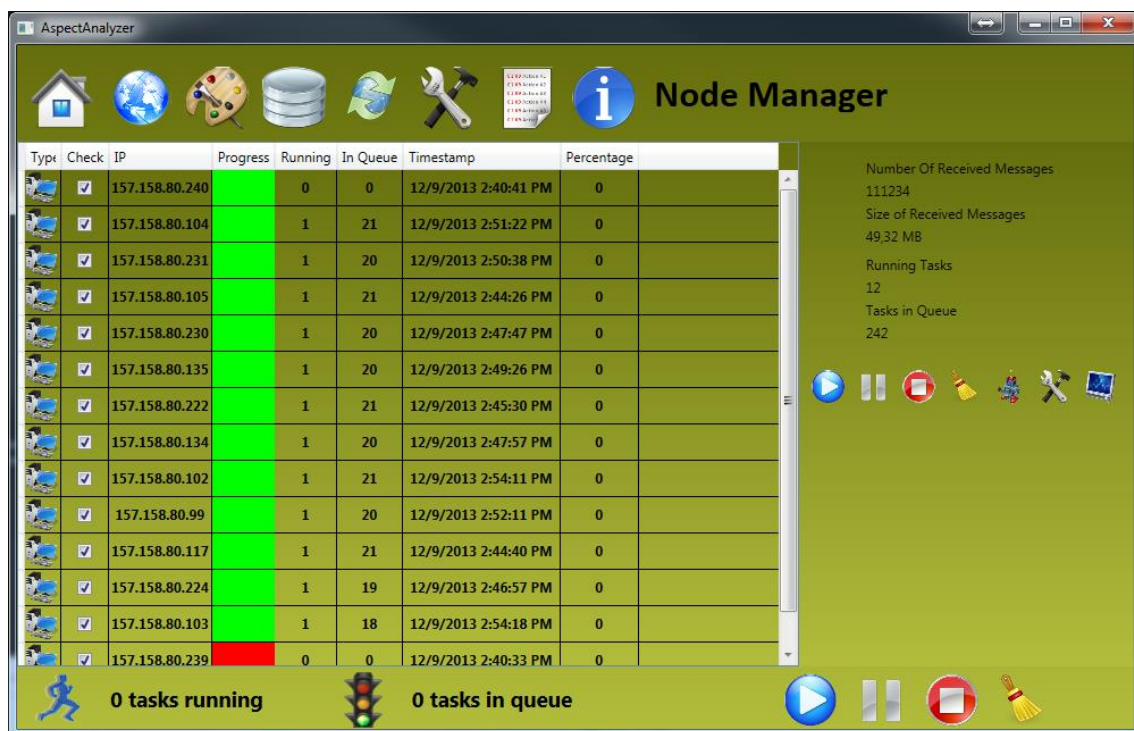 AspectAnalyzer
Node Manager
Type Check IP Progress Running In Queue Timestamp Percentage
157.158.80.240 0 0 12/9/2013 2:40:41 PM 0
157.158.80.104 1 21 12/9/2013 2:51:22 PM 0
157.158.80.231 1 20 12/9/2013 2:50:38 PM 0
157.158.80.105 1 21 12/9/2013 2:44:26 PM 0
157.158.80.230 1 20 12/9/2013 2:47:47 PM 0
157.158.80.135 1 20 12/9/2013 2:49:26 PM 0
157.158.80.222 1 21 12/9/2013 2:45:30 PM 0
157.158.80.134 1 20 12/9/2013 2:47:57 PM 0
157.158.80.102 1 21 12/9/2013 2:54:11 PM 0
157.158.80.99 1 20 12/9/2013 2:52:11 PM 0
157.158.80.117 1 21 12/9/2013 2:44:40 PM 0
157.158.80.224 1 19 12/9/2013 2:46:57 PM 0
157.158.80.103 1 18 12/9/2013 2:54:18 PM 0
157.158.80.239 0 0 12/9/2013 2:40:33 PM 0
Number Of Received Messages
111234
Size of Received Messages
49,32 MB
Running Tasks
12
Tasks in Queue
242
0 tasks running
0 tasks in queue